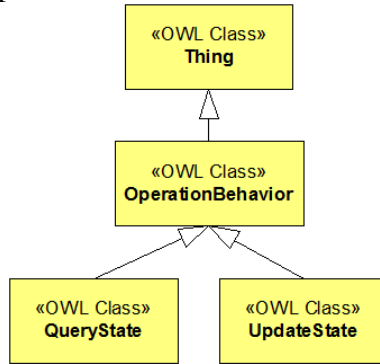 «OWL Class»
Thing
«OWL Class»
OperationBehavior
«OWL Class»
QueryState
«OWL Class»
UpdateState